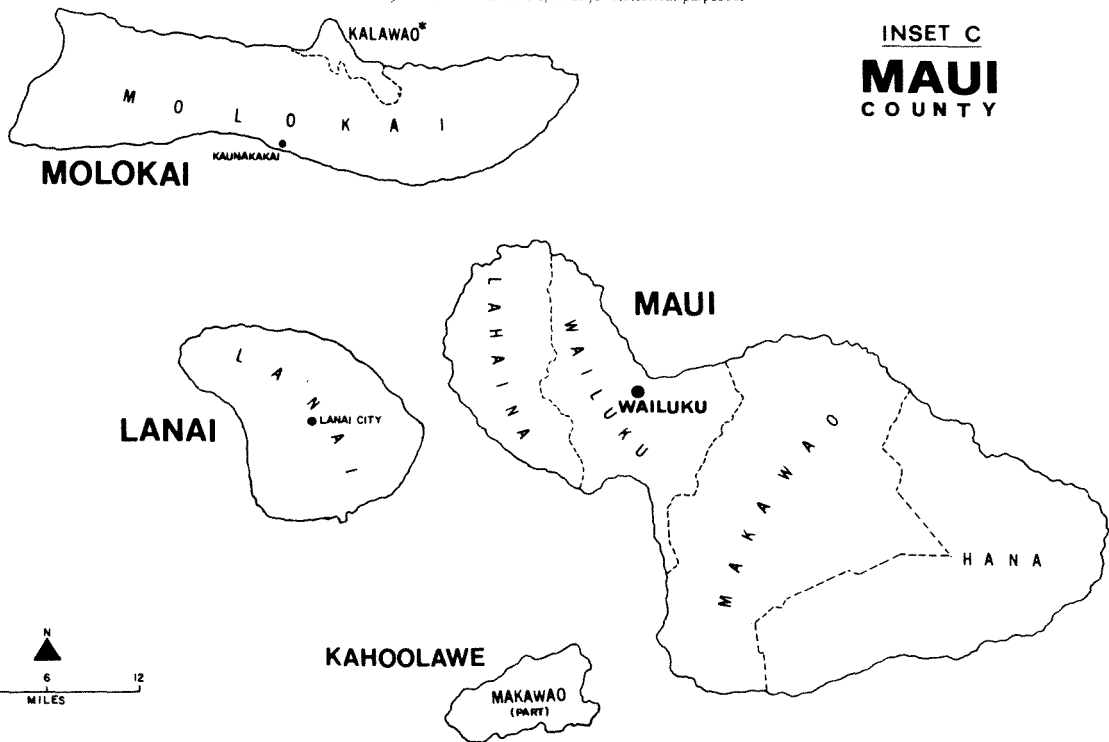 KALAWAO*
INSET C
MAUI
COUNTY
MOLOKAI
KAUNAKAKAI
MOLOKAI
LAHAINA
WAILUKU
MAUI
WAILUKU
LANAI
LANAI CITY
LANAI
MAKAWAO
HANA
KAHOOLAWE
MAKAWAO
(PART)
N
6 12
MILES